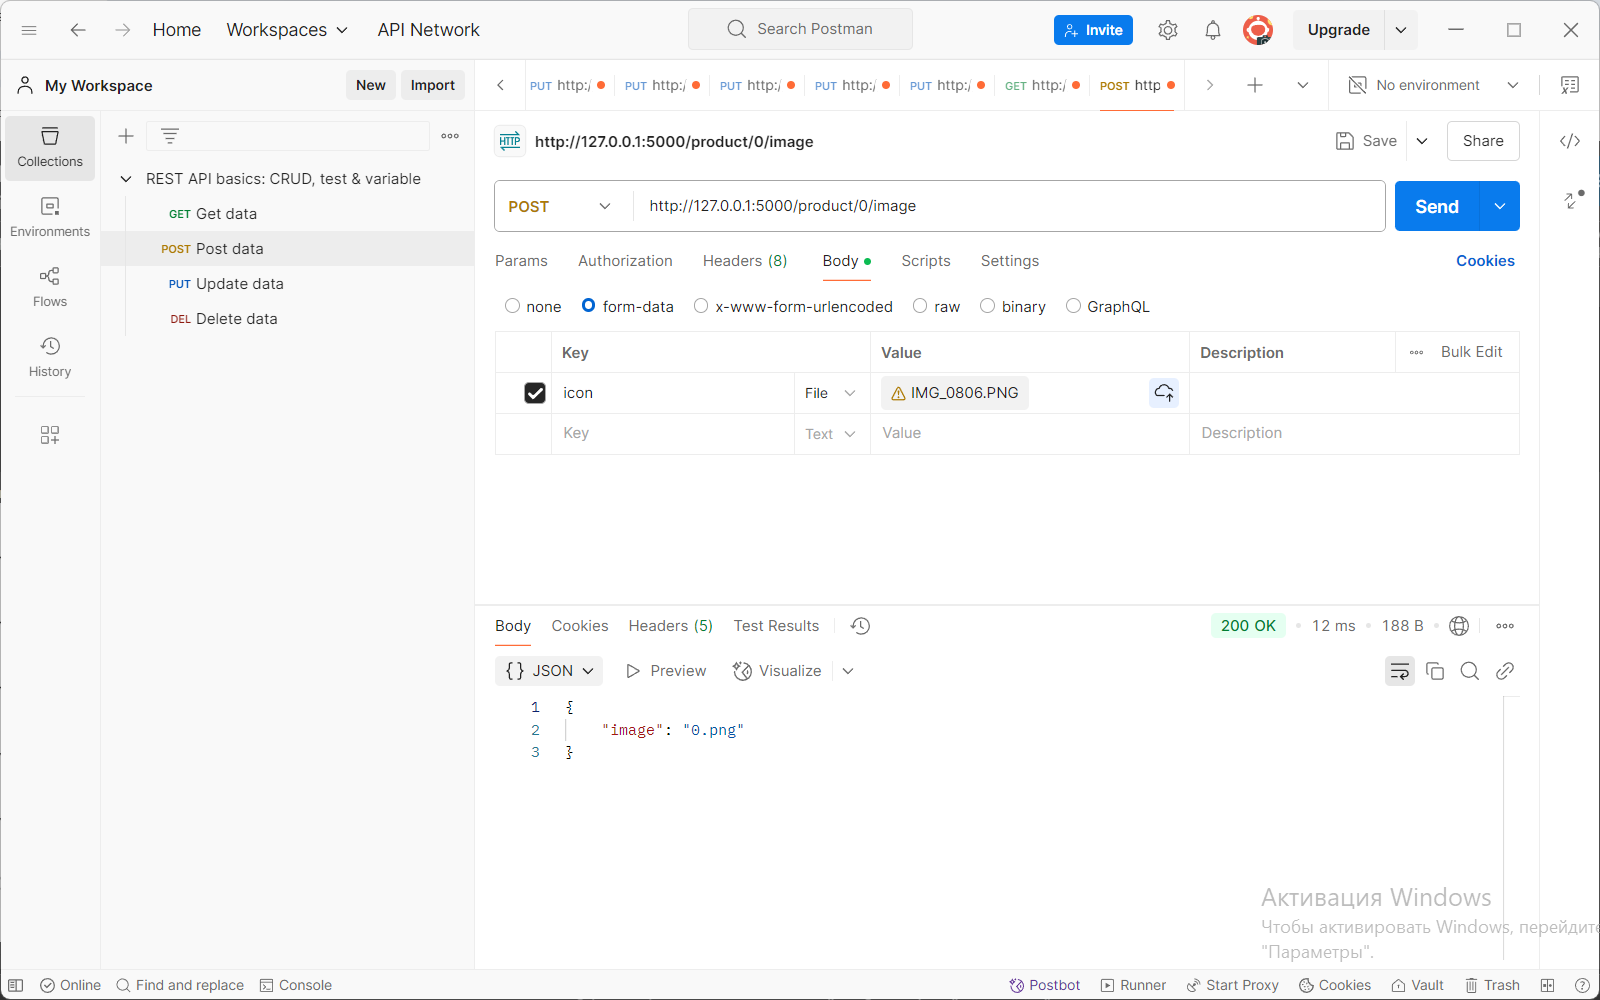 Home Workspaces API Network Search Postman Invite Upgrade
My Workspace New Import PUT http:/ PUT http:/ PUT http:/ PUT http:/ PUT http:/ GET http:/ POST http No environment
Collections
Environments
Flows
History
REST API basics: CRUD, test & variable
GET Get data
POST Post data
PUT Update data
DEL Delete data
HTTP http://127.0.0.1:5000/product/0/image Save Share
POST http://127.0.0.1:5000/product/0/image Send
Params Authorization Headers (8) Body Scripts Settings Cookies
none form-data x-www-form-urlencoded raw binary GraphQL
Key Value Description Bulk Edit
icon File IMG_0806.PNG
Key Text Value Description
Body Cookies Headers (5) Test Results 200 OK 12 ms 188 B
{} JSON Preview Visualize
1 {
2 "image": "0.png"
3 }
Активация Windows
Чтобы активировать Windows, перейдите
"Параметры".
Online Find and replace Console Postbot Runner Start Proxy Cookies Vault Trash